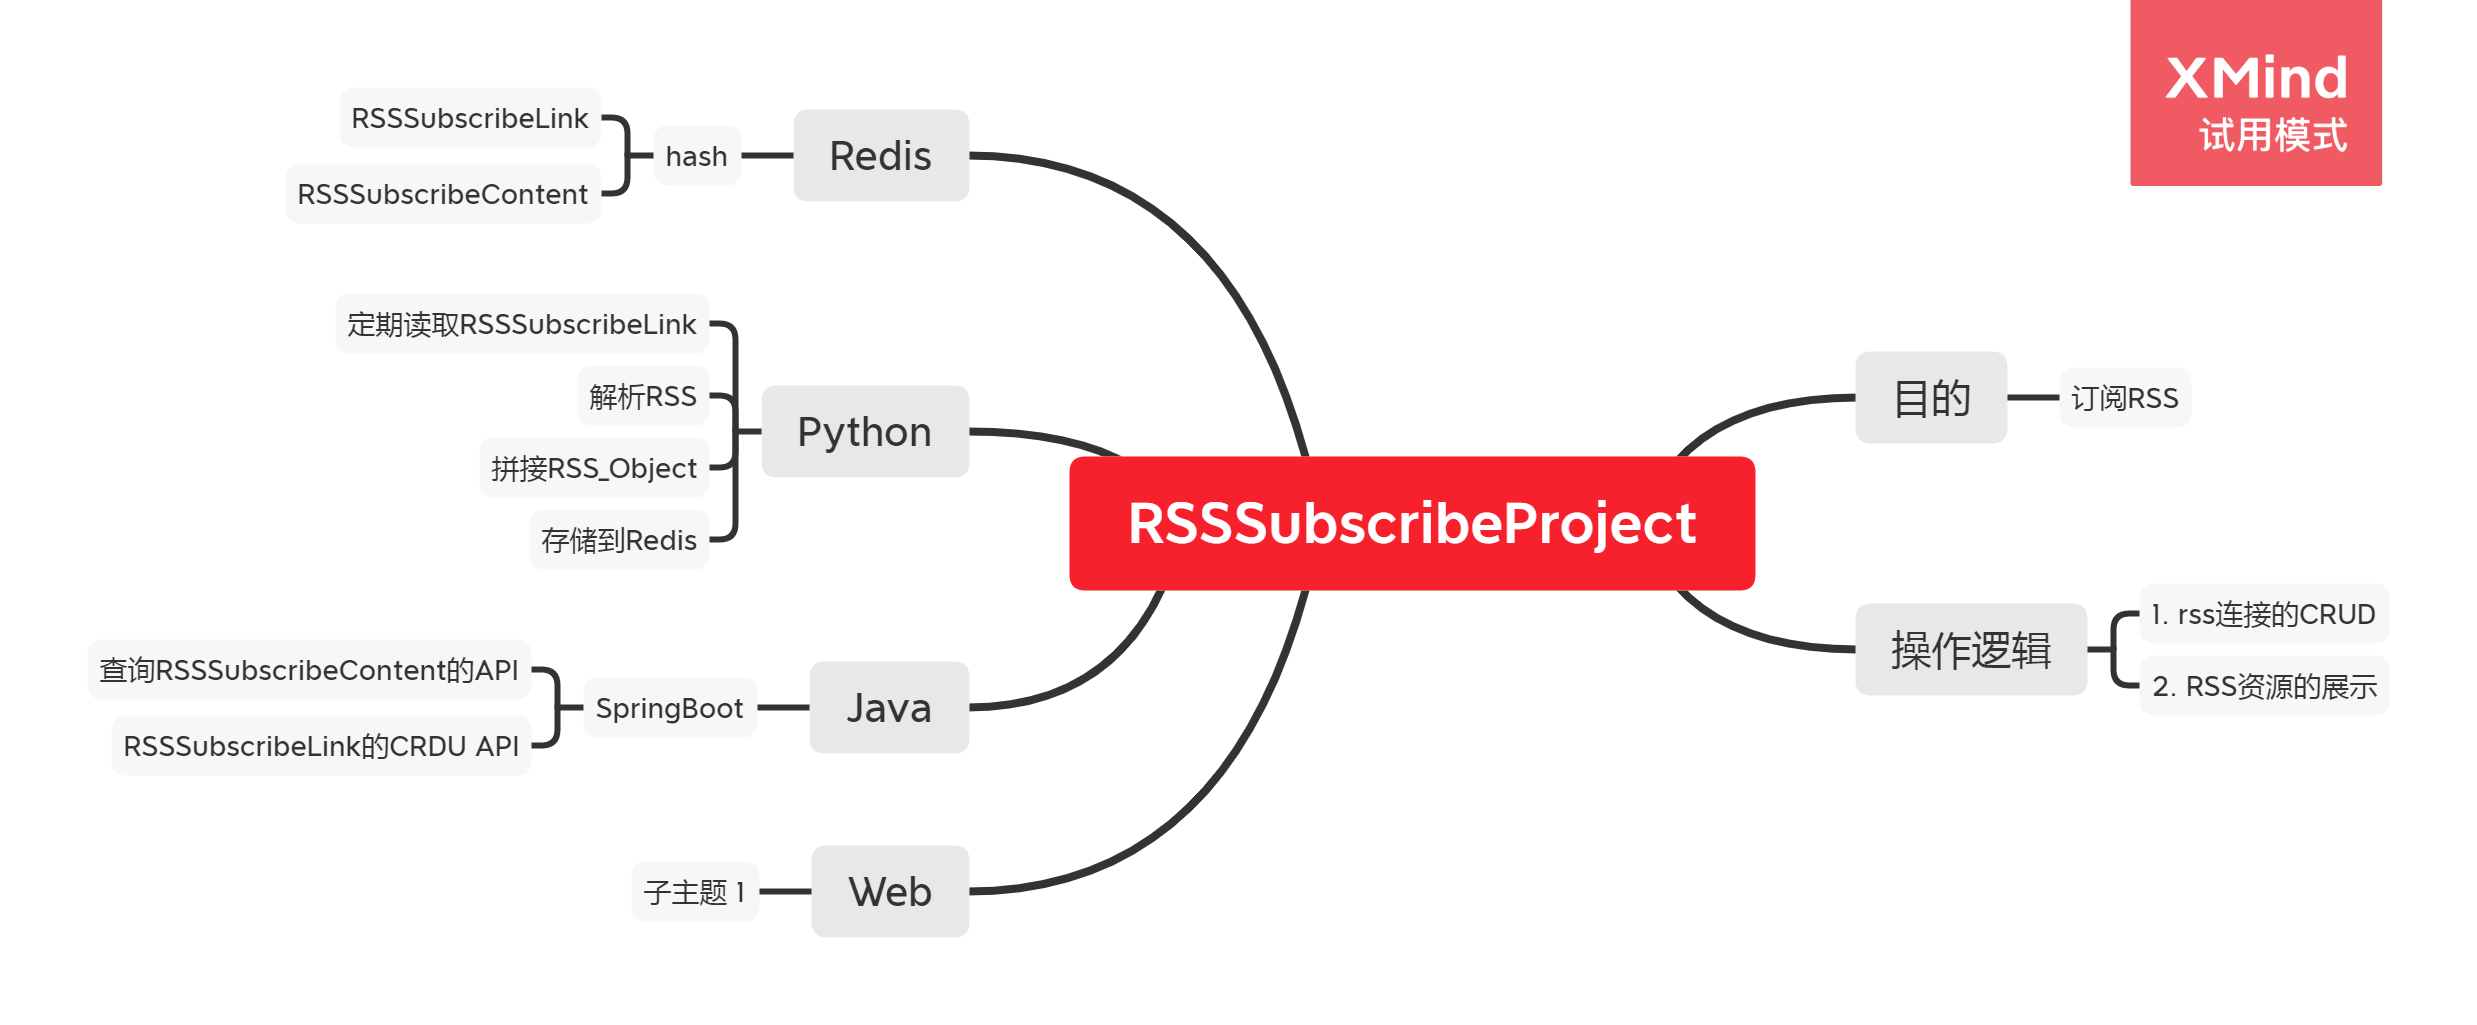 XMind
试用模式
RSSSubscribeProject
目的
订阅RSS
操作逻辑
1. rss连接的CRUD
2. RSS资源的展示
Redis
hash
RSSSubscribeLink
RSSSubscribeContent
Python
定期读取RSSSubscribeLink
解析RSS
拼接RSS_Object
存储到Redis
Java
SpringBoot
查询RSSSubscribeContent的API
RSSSubscribeLink的CRDU API
Web
子主题 1